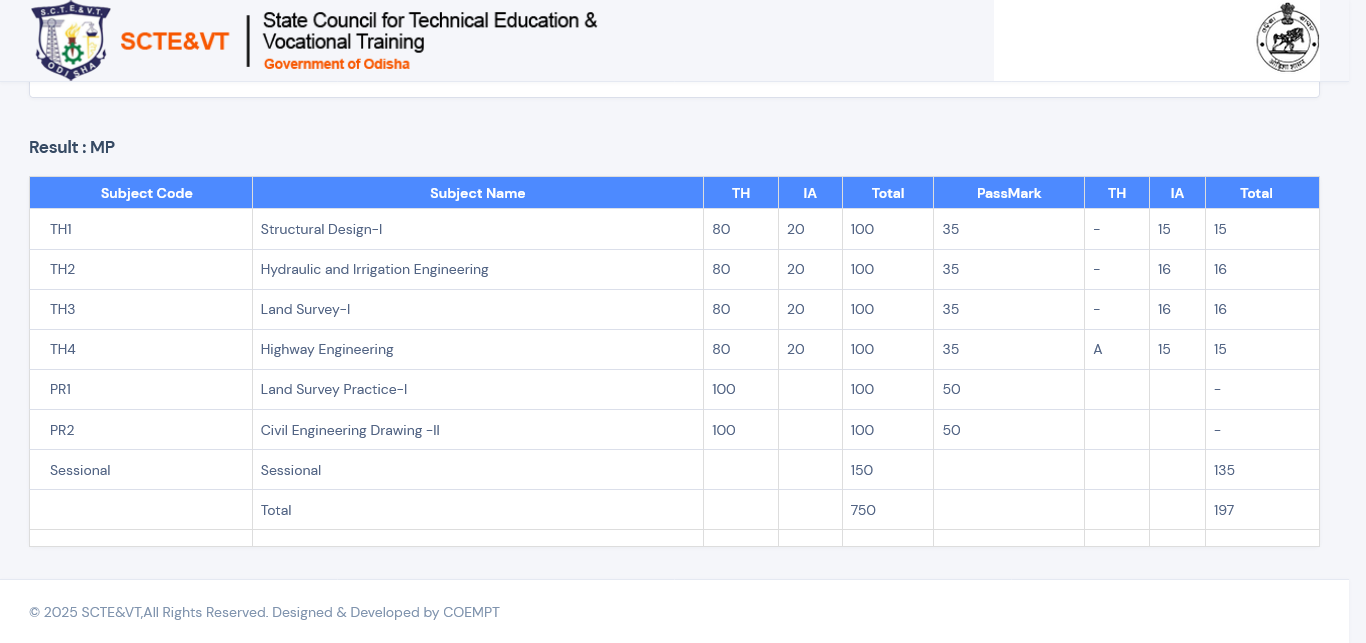 S.C.T.E.&V.T.
ODISHA
SCTE&VT
State Council for Technical Education &
Vocational Training
Government of Odisha
Result : MP
Subject Code Subject Name TH IA Total PassMark TH IA Total
TH1 Structural Design-I 80 20 100 35 - 15 15
TH2 Hydraulic and Irrigation Engineering 80 20 100 35 - 16 16
TH3 Land Survey-I 80 20 100 35 - 16 16
TH4 Highway Engineering 80 20 100 35 A 15 15
PR1 Land Survey Practice-I 100 100 50 -
PR2 Civil Engineering Drawing -II 100 100 50 -
Sessional Sessional 150 135
Total 750 197
© 2025 SCTE&VT,All Rights Reserved. Designed & Developed by COEMPT